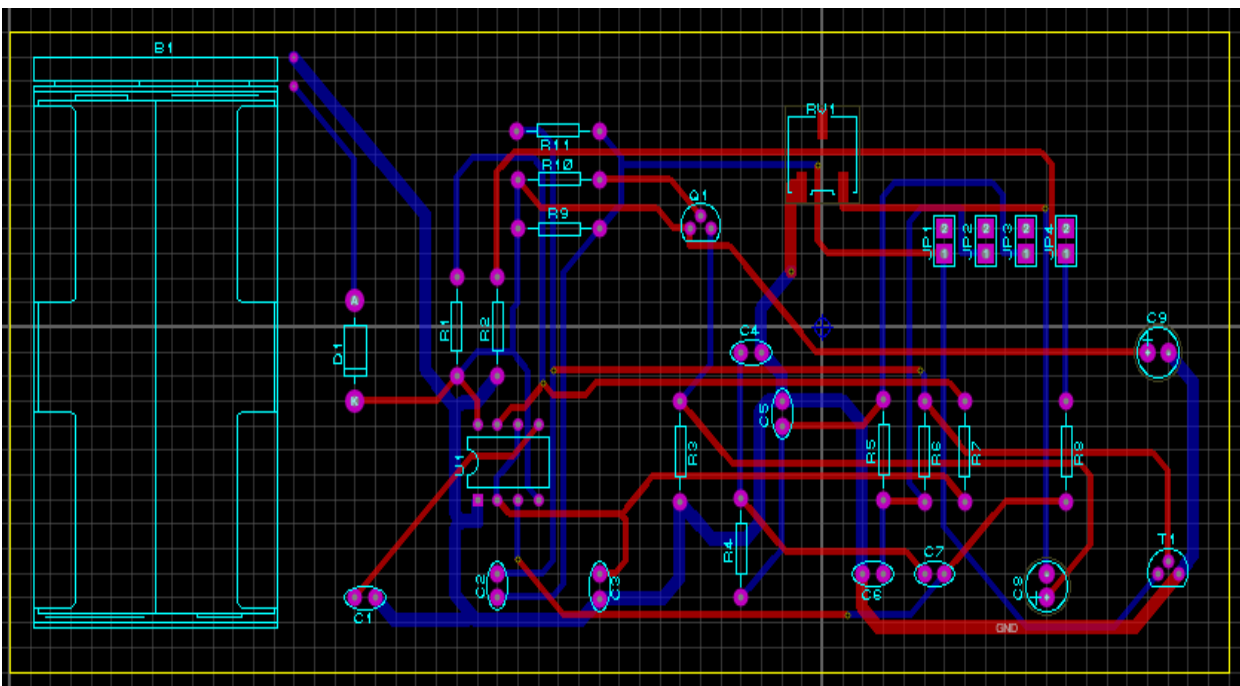 B1
RV1
R11
R10
Q1
R9
2
2
2
2
JP1
JP2
JP3
JP4
A
D1
R1
R2
C4
C9
+
K
C5
U1
R3
R5
R6
R7
R8
R4
T1
C7
C2
C3
C6
C8
+
C1
GND